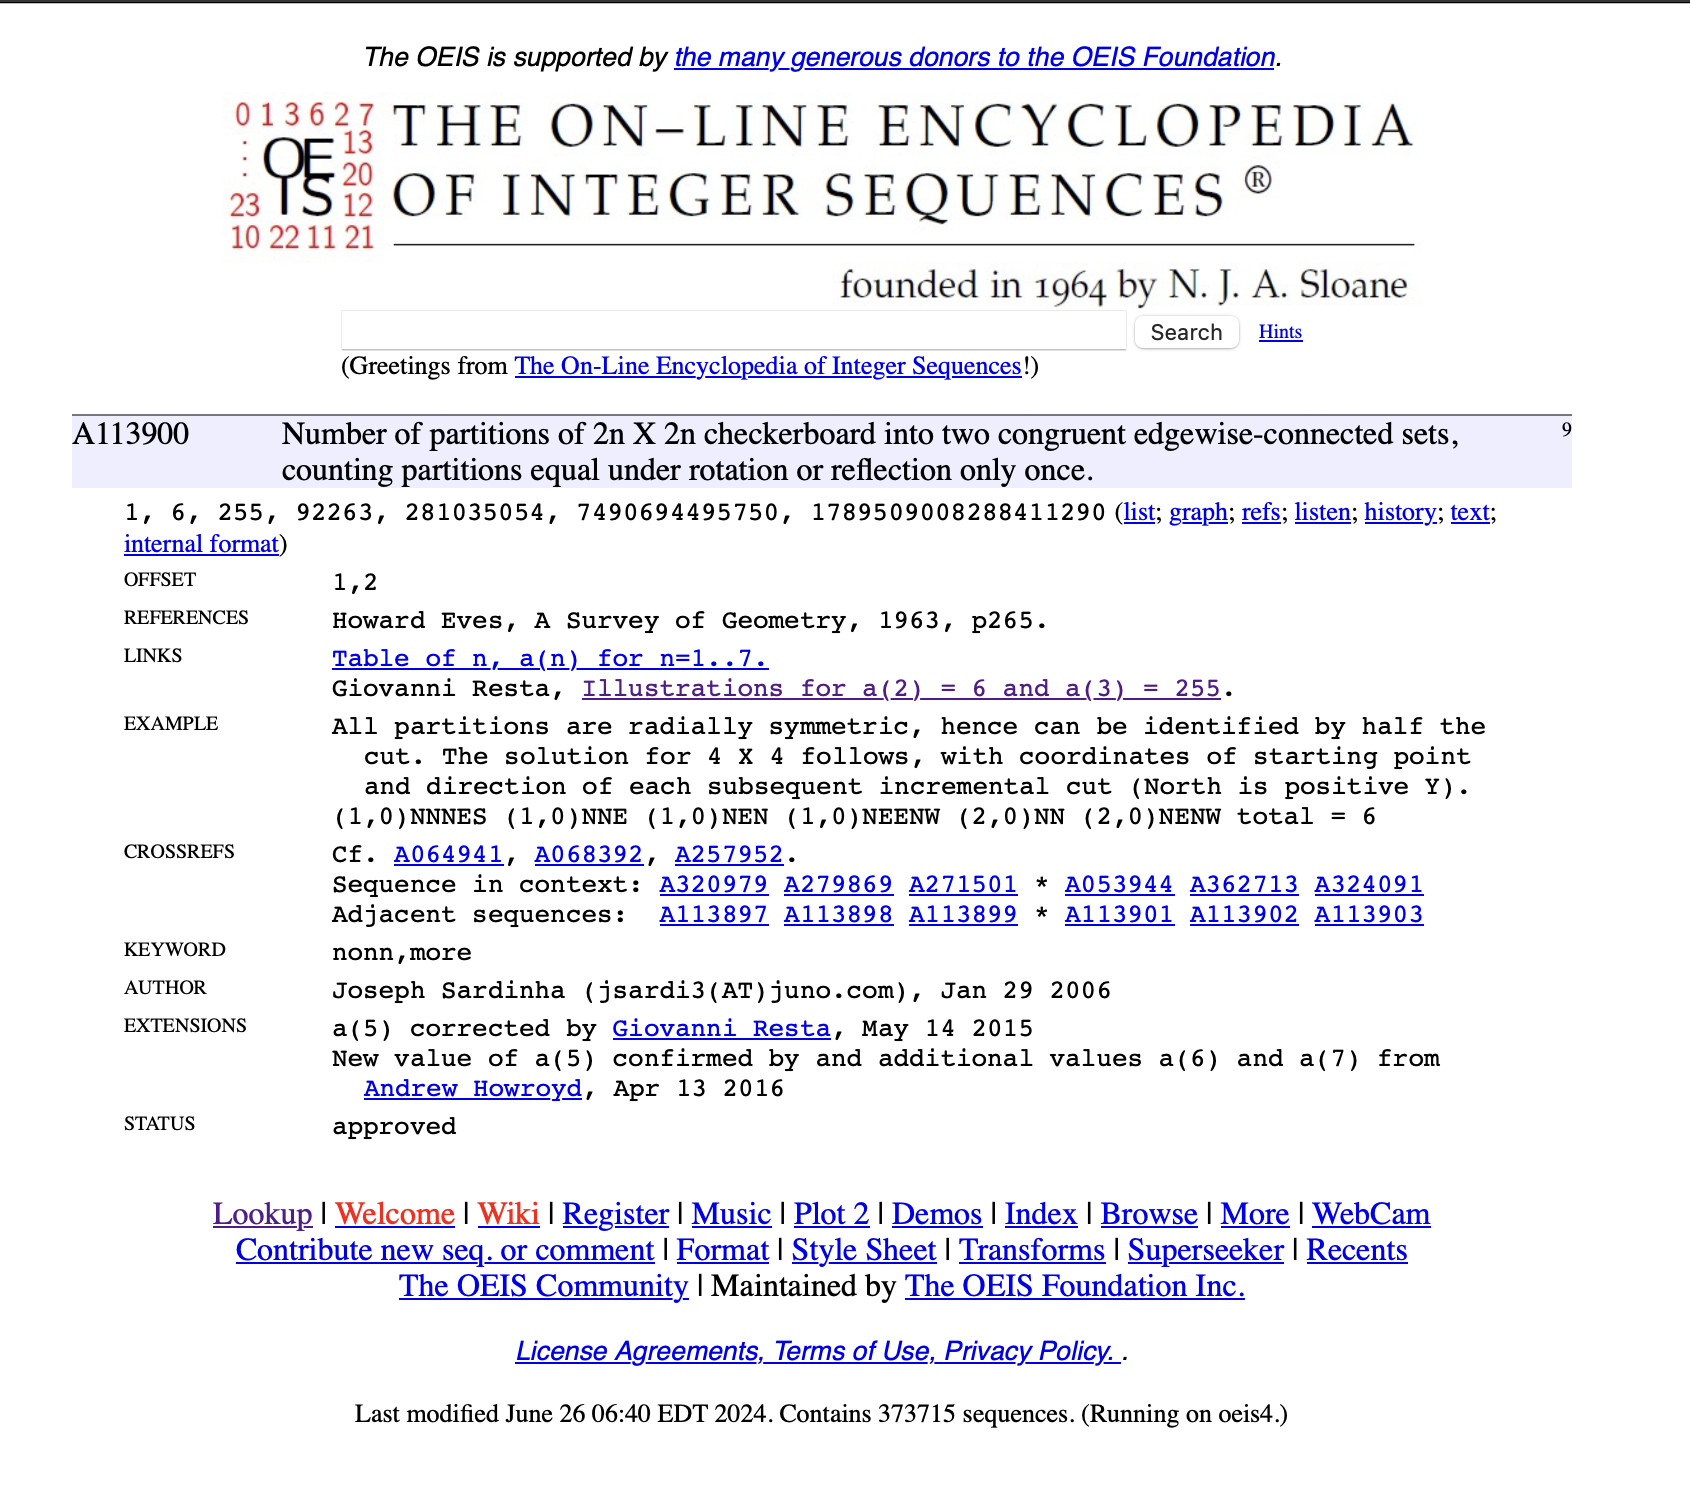 The OEIS is supported by the many generous donors to the OEIS Foundation.
0 1 3 6 2 7
: OE 13
: IS 20
23 12
10 22 11 21
THE ON–LINE ENCYCLOPEDIA
OF INTEGER SEQUENCES ®
founded in 1964 by N. J. A. Sloane
Search Hints
(Greetings from The On-Line Encyclopedia of Integer Sequences!)
A113900 Number of partitions of 2n X 2n checkerboard into two congruent edgewise-connected sets, 9
counting partitions equal under rotation or reflection only once.
1, 6, 255, 92263, 281035054, 7490694495750, 1789509008288411290 (list; graph; refs; listen; history; text;
internal format)
OFFSET 1,2
REFERENCES Howard Eves, A Survey of Geometry, 1963, p265.
LINKS Table of n, a(n) for n=1..7.
Giovanni Resta, Illustrations for a(2) = 6 and a(3) = 255.
EXAMPLE All partitions are radially symmetric, hence can be identified by half the
cut. The solution for 4 X 4 follows, with coordinates of starting point
and direction of each subsequent incremental cut (North is positive Y).
(1,0)NNNES (1,0)NNE (1,0)NEN (1,0)NEENW (2,0)NN (2,0)NENW total = 6
CROSSREFS Cf. A064941, A068392, A257952.
Sequence in context: A320979 A279869 A271501 * A053944 A362713 A324091
Adjacent sequences: A113897 A113898 A113899 * A113901 A113902 A113903
KEYWORD nonn,more
AUTHOR Joseph Sardinha (jsardi3(AT)juno.com), Jan 29 2006
EXTENSIONS a(5) corrected by Giovanni Resta, May 14 2015
New value of a(5) confirmed by and additional values a(6) and a(7) from
Andrew Howroyd, Apr 13 2016
STATUS approved
Lookup | Welcome | Wiki | Register | Music | Plot 2 | Demos | Index | Browse | More | WebCam
Contribute new seq. or comment | Format | Style Sheet | Transforms | Superseeker | Recents
The OEIS Community | Maintained by The OEIS Foundation Inc.
License Agreements, Terms of Use, Privacy Policy. .
Last modified June 26 06:40 EDT 2024. Contains 373715 sequences. (Running on oeis4.)